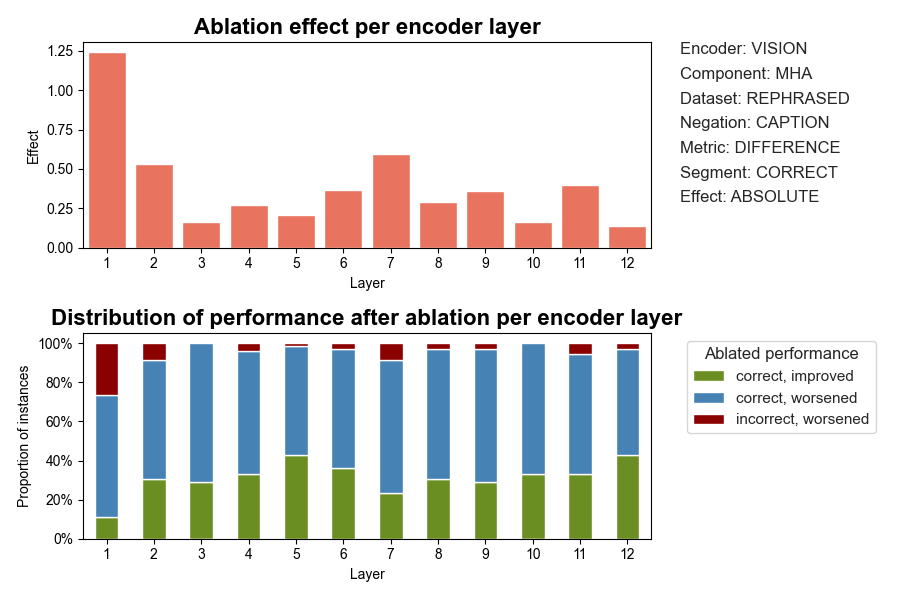 Ablation effect per encoder layer
1.25
1.00
0.75
0.50
0.25
0.00
Effect
1 2 3 4 5 6 7 8 9 10 11 12
Layer
Encoder: VISION
Component: MHA
Dataset: REPHRASED
Negation: CAPTION
Metric: DIFFERENCE
Segment: CORRECT
Effect: ABSOLUTE
Distribution of performance after ablation per encoder layer
100%
80%
60%
40%
20%
0%
Proportion of instances
1 2 3 4 5 6 7 8 9 10 11 12
Layer
Ablated performance
correct, improved
correct, worsened
incorrect, worsened